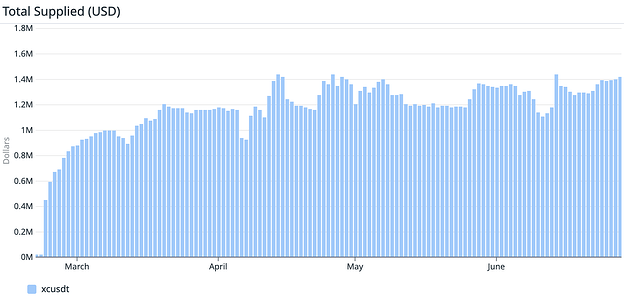 Total Supplied (USD)
1.8M
1.6M
1.4M
1.2M
1M
0.8M
0.6M
0.4M
0.2M
0M
Dollars
March April May June
xcusdt